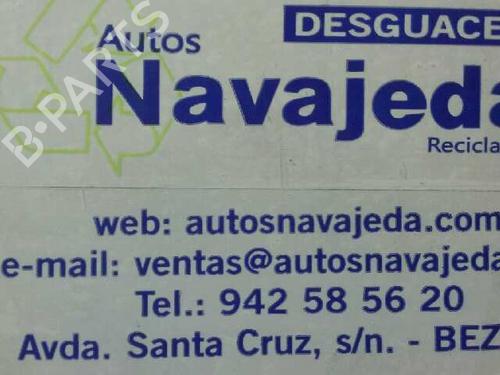 DESGUACE
Autos
Navajeda
Recicla
B-PARTS
web: autosnavajeda.com
e-mail: ventas@autosnavajeda
Tel.: 942 58 56 20
Avda. Santa Cruz, s/n. - BEZ